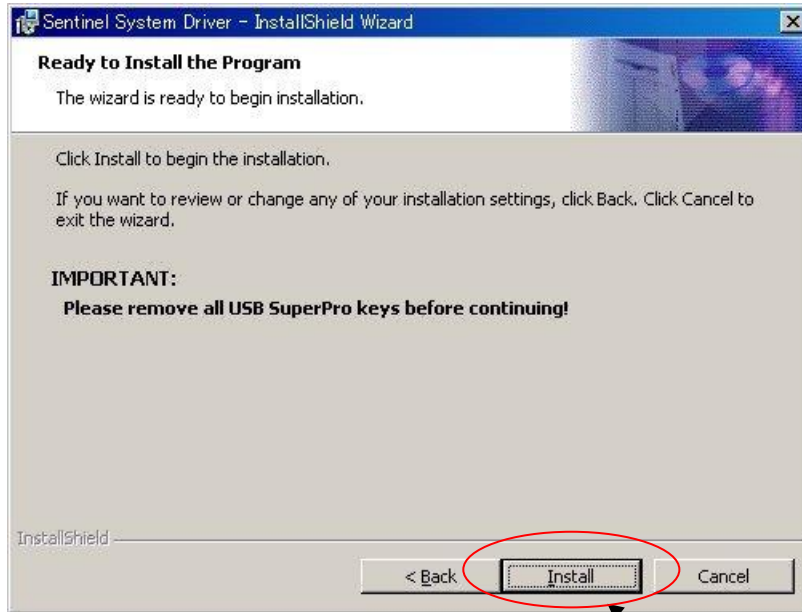 Sentinel System Driver - InstallShield Wizard
Ready to Install the Program
The wizard is ready to begin installation.
Click Install to begin the installation.
If you want to review or change any of your installation settings, click Back. Click Cancel to
exit the wizard.
IMPORTANT:
Please remove all USB SuperPro keys before continuing!
InstallShield
< Back Install Cancel